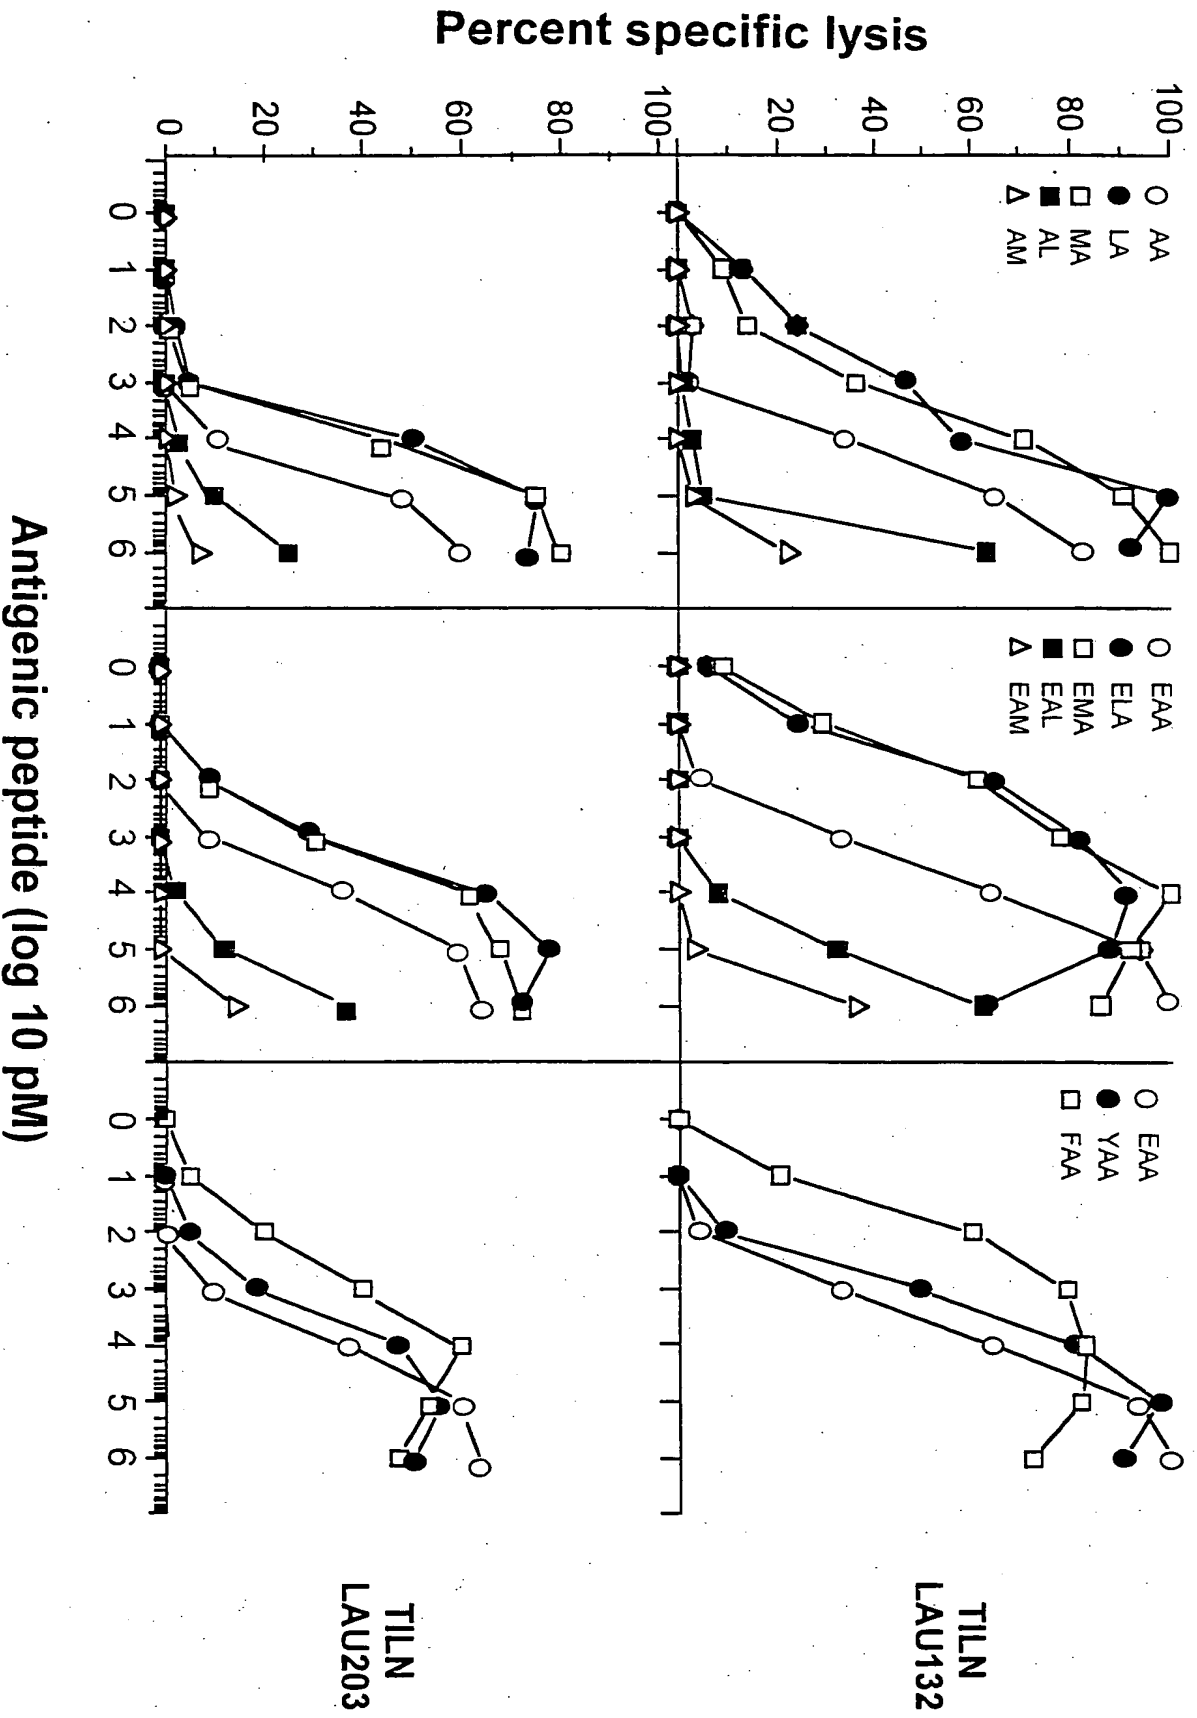 Percent specific lysis
100
80
60
40
20
100
80
60
40
20
0
○ AA
● LA
□ MA
■ AL
△ AM
○ EAA
● ELA
□ EMA
■ EAL
△ EAM
○ EAA
● YAA
□ FAA
TILN
LAU132
TILN
LAU203
0 1 2 3 4 5 6
0 1 2 3 4 5 6
0 1 2 3 4 5 6
Antigenic peptide (log 10 pM)